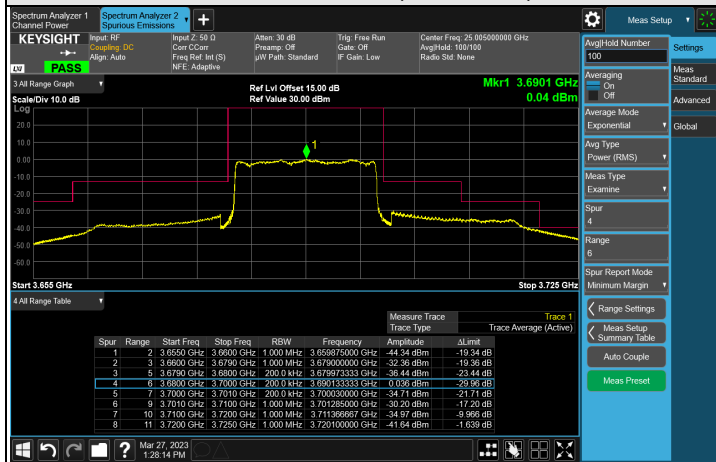 Spectrum Analyzer 1
Channel Power
Spectrum Analyzer 2
Spurious Emissions
+
Meas Setup
KEYSIGHT
LXI
PASS
Input: RF
Coupling: DC
Align: Auto
Input Z: 50 Ω
Corr CCorr
Freq Ref: Int (S)
NFE: Adaptive
Atten: 30 dB
Preamp: Off
µW Path: Standard
Trig: Free Run
Gate: Off
IF Gain: Low
Center Freq: 25.005000000 GHz
Avg|Hold: 100/100
Radio Std: None
3 All Range Graph
Scale/Div 10.0 dB
Ref Lvl Offset 15.00 dB
Ref Value 30.00 dBm
Mkr1 3.6901 GHz
0.04 dBm
Log
20.0
10.0
0.00
-10.0
-20.0
-30.0
-40.0
-50.0
-60.0
1
Start 3.655 GHz
Stop 3.725 GHz
4 All Range Table
Measure Trace Trace 1
Trace Type Trace Average (Active)
Spur Range Start Freq Stop Freq RBW Frequency Amplitude ΔLimit
1 2 3.6550 GHz 3.6600 GHz 1.000 MHz 3.659875000 GHz -44.34 dBm -19.34 dB
2 3 3.6600 GHz 3.6790 GHz 1.000 MHz 3.679000000 GHz -32.36 dBm -19.36 dB
3 5 3.6790 GHz 3.6800 GHz 200.0 kHz 3.679973333 GHz -36.44 dBm -23.44 dB
4 6 3.6800 GHz 3.7000 GHz 200.0 kHz 3.690133333 GHz 0.036 dBm -29.96 dB
5 7 3.7000 GHz 3.7010 GHz 200.0 kHz 3.700030000 GHz -34.71 dBm -21.71 dB
6 9 3.7010 GHz 3.7100 GHz 1.000 MHz 3.701285000 GHz -30.20 dBm -17.20 dB
7 10 3.7100 GHz 3.7200 GHz 1.000 MHz 3.711366667 GHz -34.97 dBm -9.966 dB
8 11 3.7200 GHz 3.7250 GHz 1.000 MHz 3.720100000 GHz -41.64 dBm -1.639 dB
Avg|Hold Number
100
Averaging
On
Off
Average Mode
Exponential
Avg Type
Power (RMS)
Meas Type
Examine
Spur
4
Range
6
Spur Report Mode
Minimum Margin
Range Settings
Meas Setup
Summary Table
Auto Couple
Meas Preset
Settings
Meas
Standard
Advanced
Global
?
Mar 27, 2023
1:28:14 PM